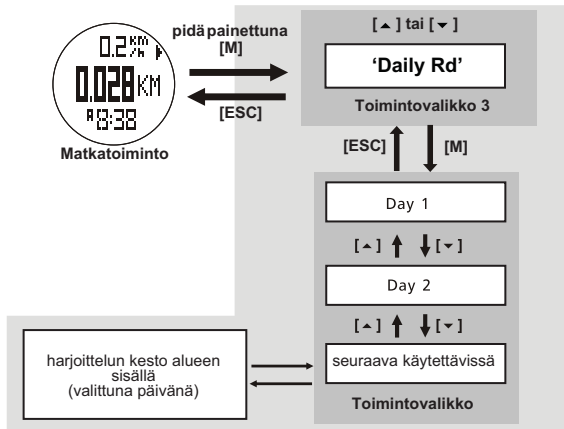 0.2 KM/h
0.028 KM
A 8:38
Matkatoiminto
pidä painettuna
[M]
[ESC]
[▲] tai [▼]
‘Daily Rd’
Toimintovalikko 3
[ESC]
[M]
Day 1
[▲]
[▼]
Day 2
[▲]
[▼]
seuraava käytettävissä
Toimintovalikko
harjoittelun kesto alueen
sisällä
(valittuna päivänä)